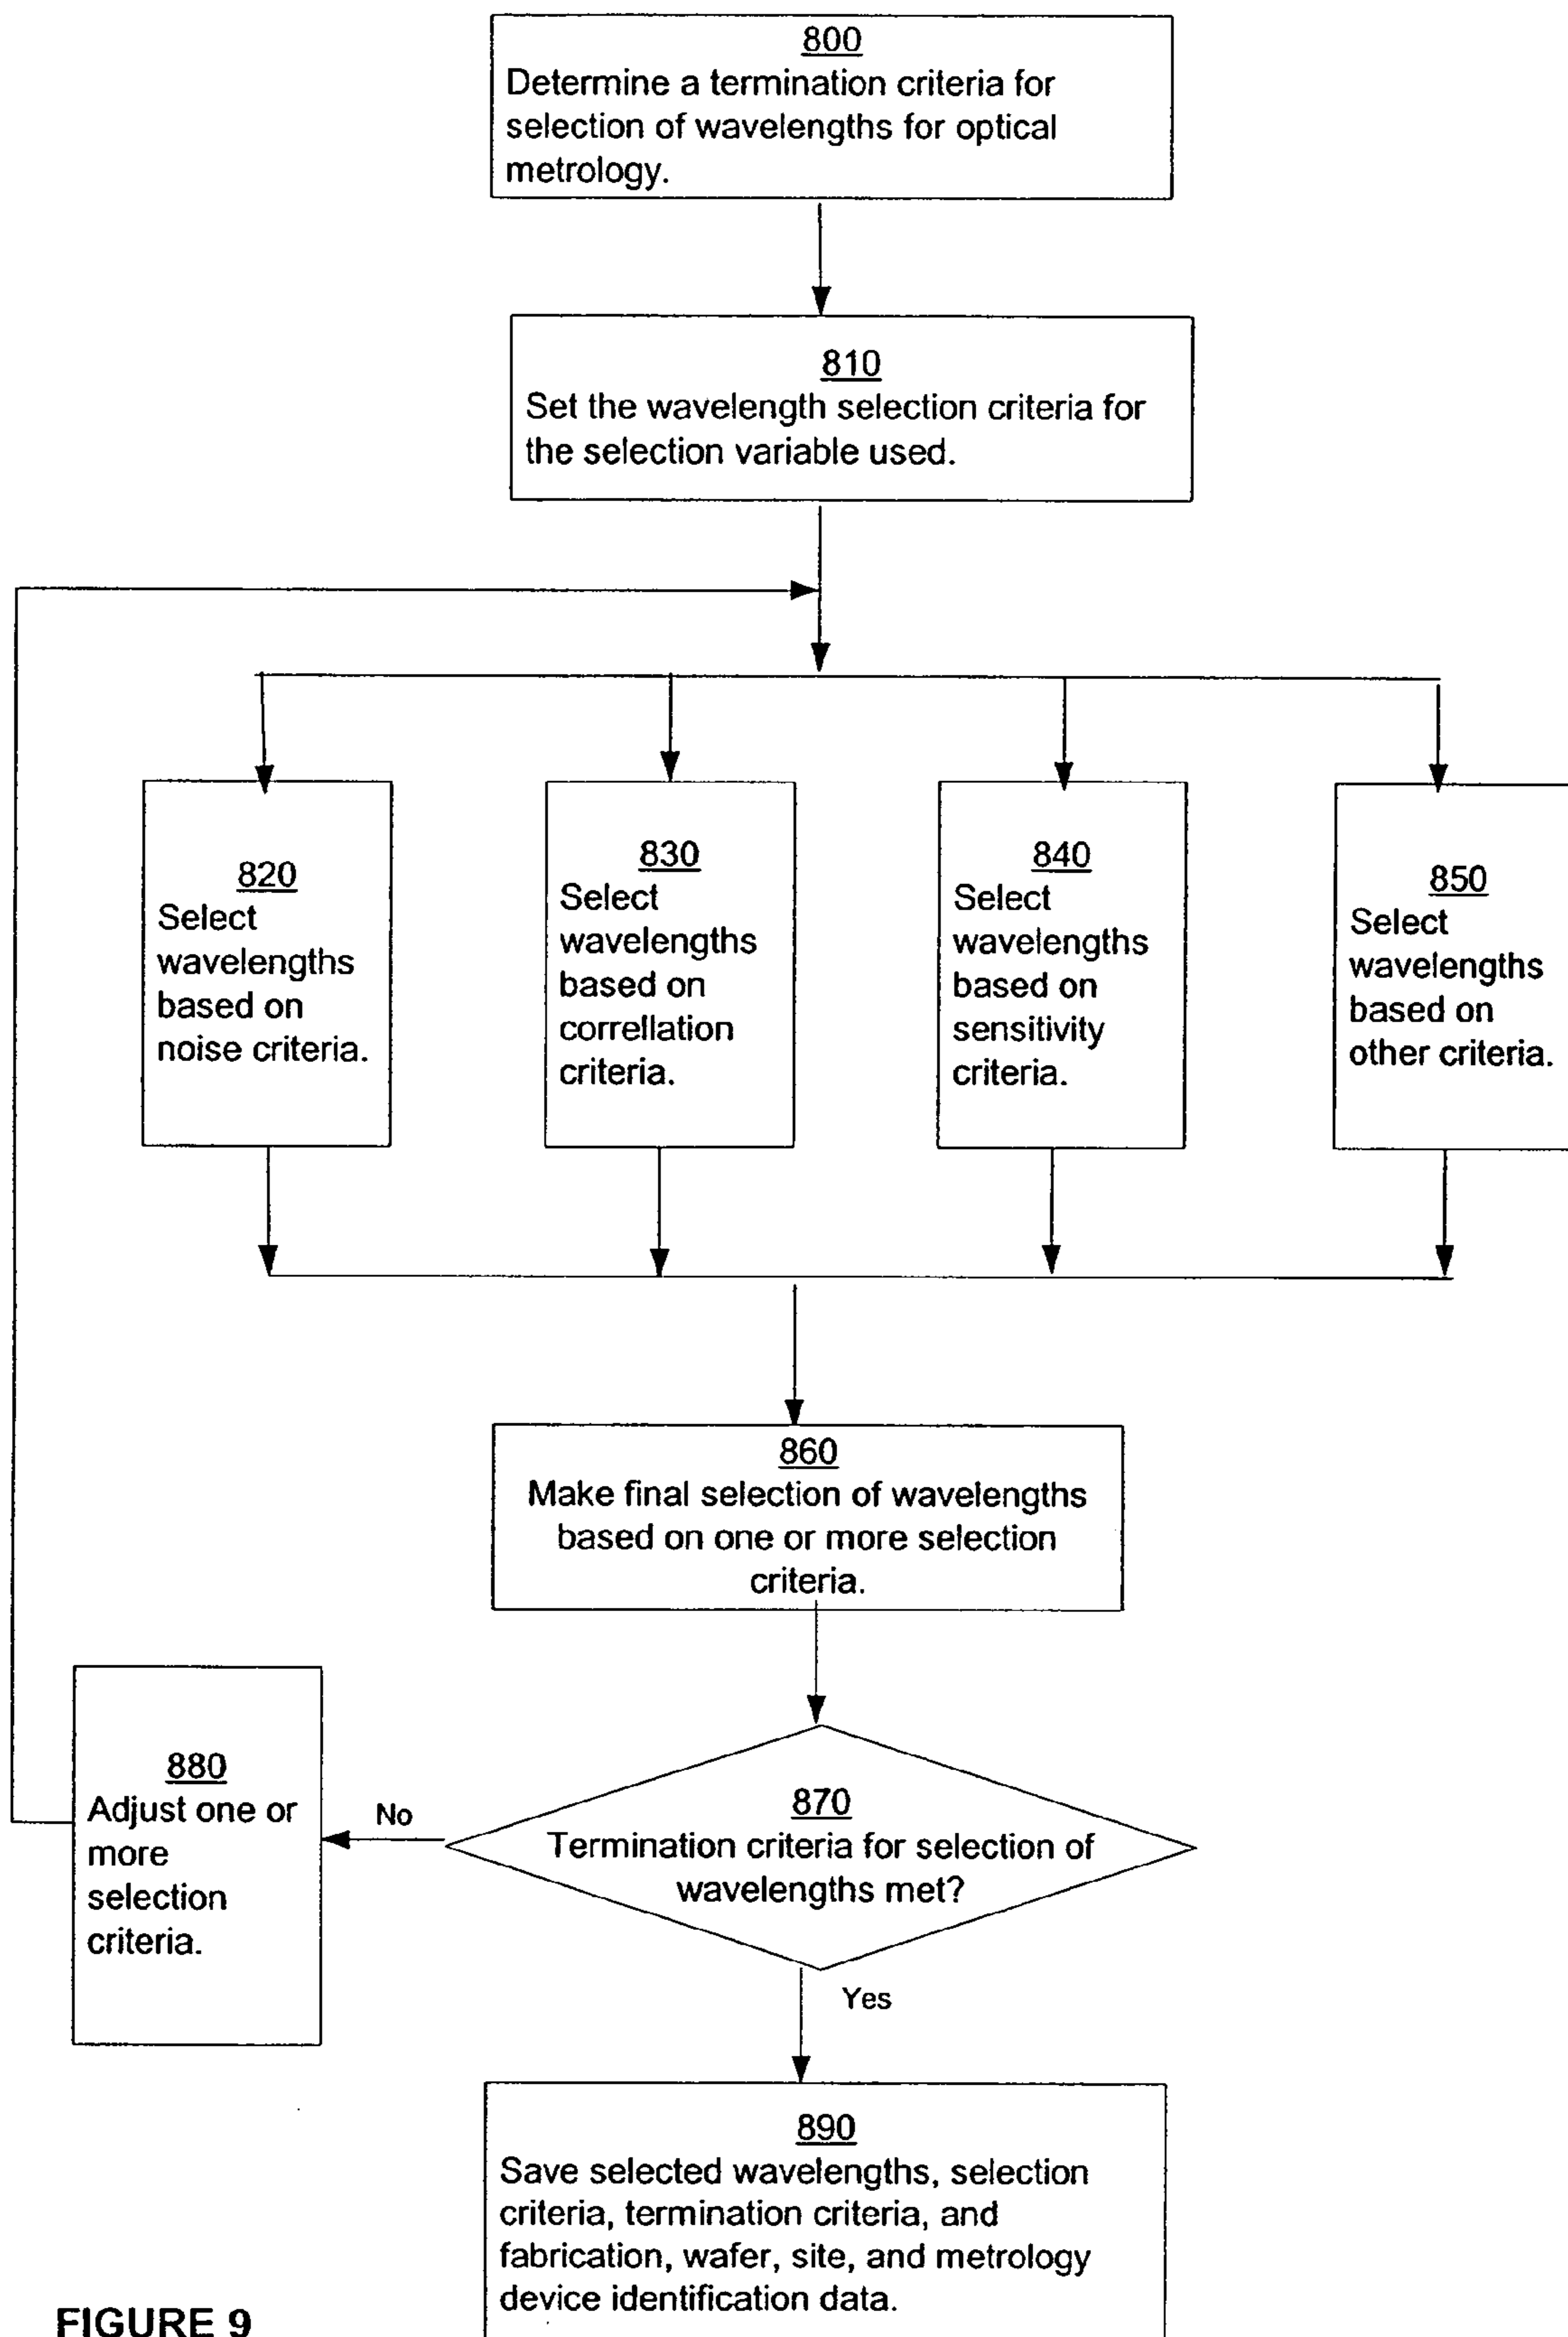 800
Determine a termination criteria for
selection of wavelengths for optical
metrology.
810
Set the wavelength selection criteria for
the selection variable used.
820
Select
wavelengths
based on
noise criteria.
830
Select
wavelengths
based on
correllation
criteria.
840
Select
wavelengths
based on
sensitivity
criteria.
850
Select
wavelengths
based on
other criteria.
860
Make final selection of wavelengths
based on one or more selection
criteria.
870
Termination criteria for selection of
wavelengths met?
No
880
Adjust one or
more
selection
criteria.
Yes
890
Save selected wavelengths, selection
criteria, termination criteria, and
fabrication, wafer, site, and metrology
device identification data.
FIGURE 9